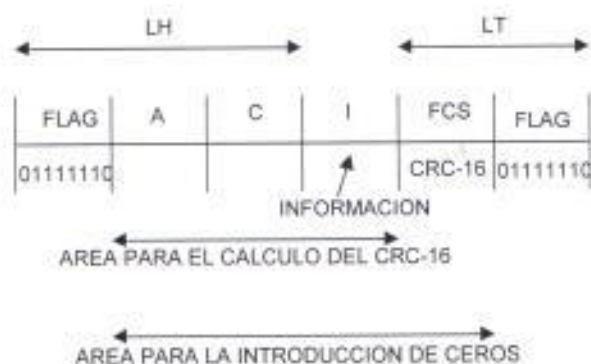 LH LT
FLAG A C I FCS FLAG
01111110 CRC-16 01111110
INFORMACION
AREA PARA EL CALCULO DEL CRC-16
AREA PARA LA INTRODUCCION DE CEROS